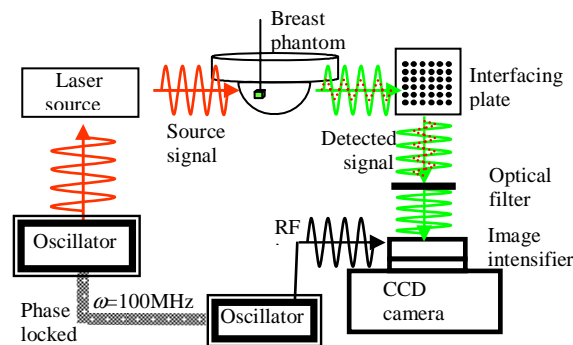 Breast
phantom
Laser
source
Interfacing
plate
Source
signal
Detected
signal
Optical
filter
Oscillator
RF
Image
intensifier
ω=100MHz
Phase
locked
Oscillator
CCD
camera